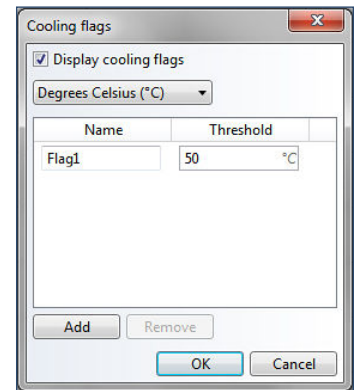 Cooling flags
Display cooling flags
Degrees Celsius (°C)
Name Threshold
Flag1 50 °C
Add Remove
OK Cancel